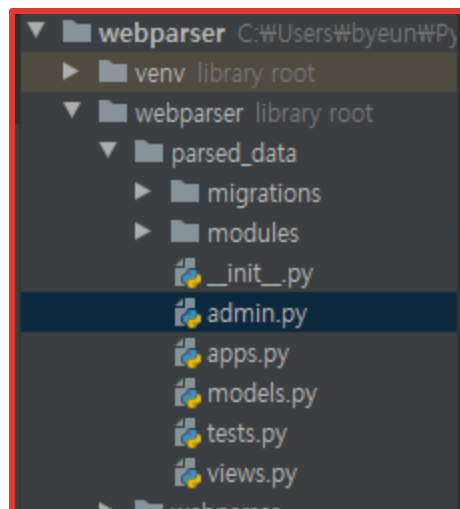 webparser C:₩Users₩byeun₩Py
venv library root
webparser library root
parsed_data
migrations
modules
__init__.py
admin.py
apps.py
models.py
tests.py
views.py